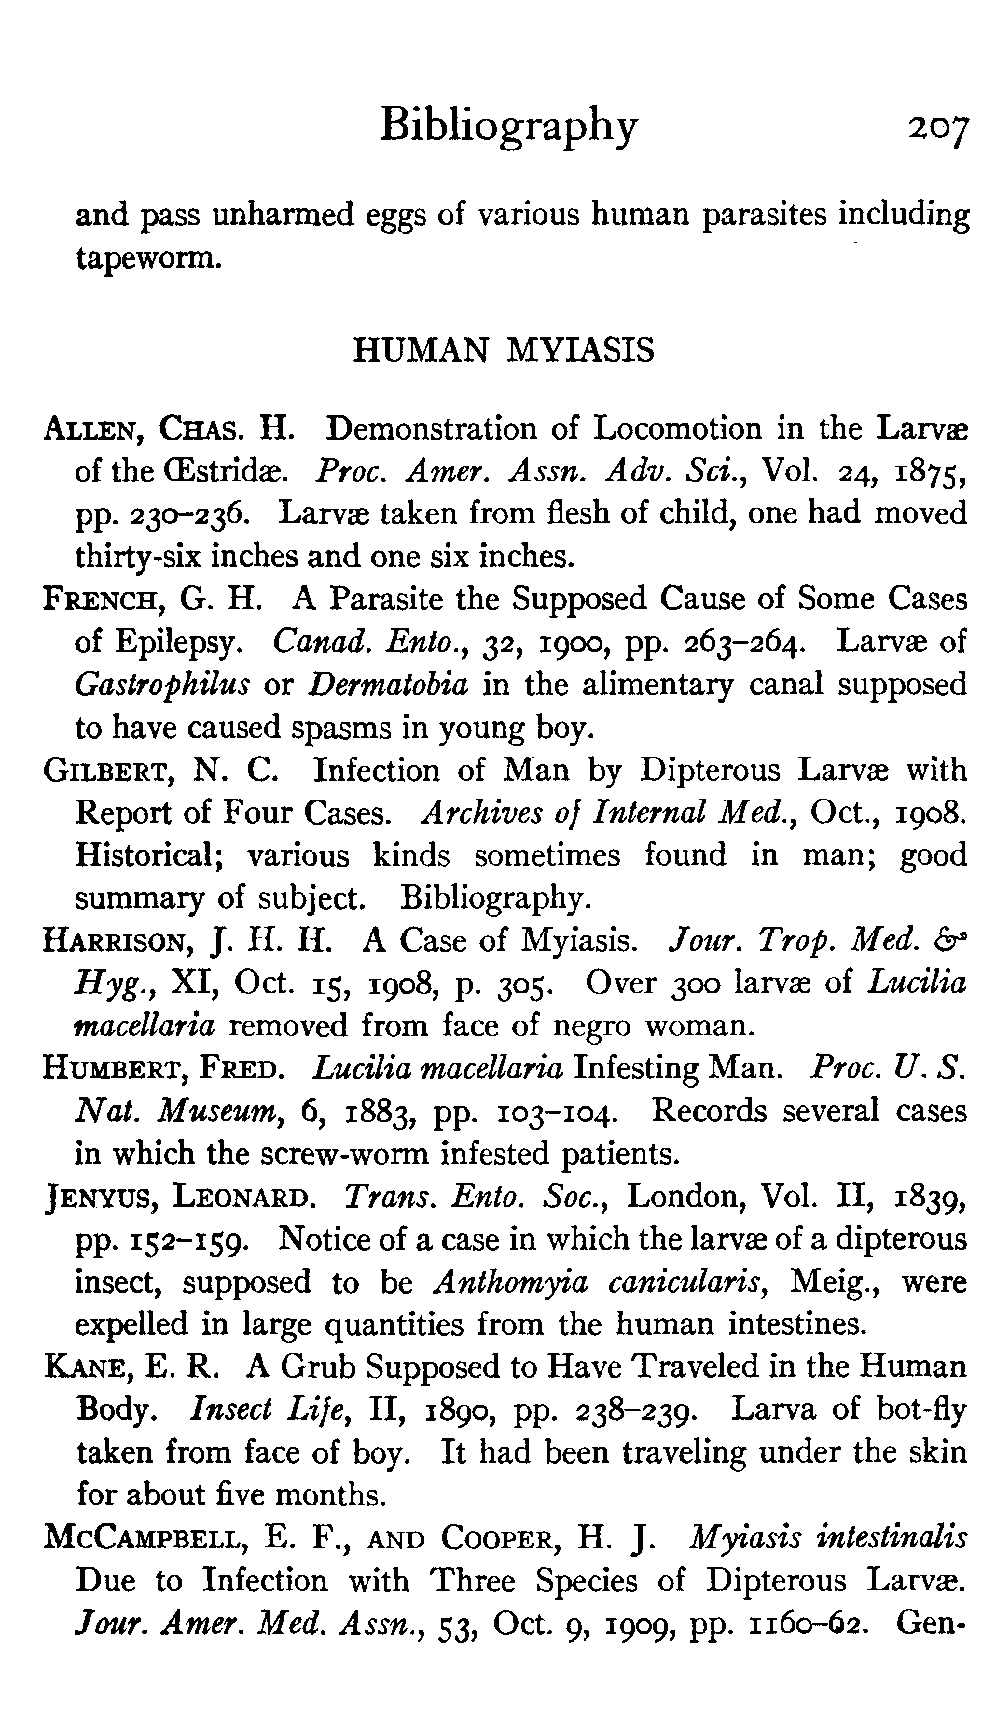 Bibliography 207
and pass unharmed eggs of various human parasites including
tapeworm.
HUMAN MYIASIS
ALLEN, CHAS. H. Demonstration of Locomotion in the Larvæ
of the Œstridæ. Proc. Amer. Assn. Adv. Sci., Vol. 24, 1875,
pp. 230–236. Larvæ taken from flesh of child, one had moved
thirty-six inches and one six inches.
FRENCH, G. H. A Parasite the Supposed Cause of Some Cases
of Epilepsy. Canad. Ento., 32, 1900, pp. 263–264. Larvæ of
Gastrophilus or Dermatobia in the alimentary canal supposed
to have caused spasms in young boy.
GILBERT, N. C. Infection of Man by Dipterous Larvæ with
Report of Four Cases. Archives of Internal Med., Oct., 1908.
Historical; various kinds sometimes found in man; good
summary of subject. Bibliography.
HARRISON, J. H. H. A Case of Myiasis. Jour. Trop. Med. &
Hyg., XI, Oct. 15, 1908, p. 305. Over 300 larvæ of Lucilia
macellaria removed from face of negro woman.
HUMBERT, FRED. Lucilia macellaria Infesting Man. Proc. U. S.
Nat. Museum, 6, 1883, pp. 103–104. Records several cases
in which the screw-worm infested patients.
JENYUS, LEONARD. Trans. Ento. Soc., London, Vol. II, 1839,
pp. 152–159. Notice of a case in which the larvæ of a dipterous
insect, supposed to be Anthomyia canicularis, Meig., were
expelled in large quantities from the human intestines.
KANE, E. R. A Grub Supposed to Have Traveled in the Human
Body. Insect Life, II, 1890, pp. 238–239. Larva of bot-fly
taken from face of boy. It had been traveling under the skin
for about five months.
MCCAMPBELL, E. F., AND COOPER, H. J. Myiasis intestinalis
Due to Infection with Three Species of Dipterous Larvæ.
Jour. Amer. Med. Assn., 53, Oct. 9, 1909, pp. 1160–62. Gen-